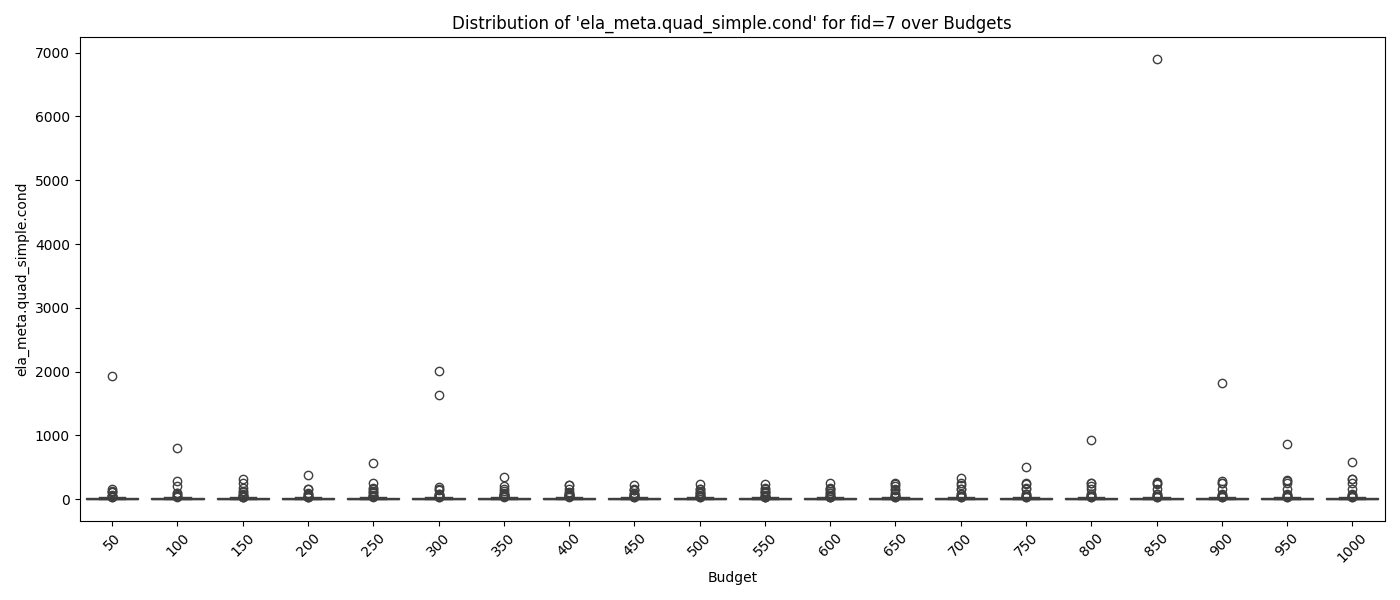 Distribution of 'ela_meta.quad_simple.cond' for fid=7 over Budgets
ela_meta.quad_simple.cond
7000
6000
5000
4000
3000
2000
1000
0
50 100 150 200 250 300 350 400 450 500 550 600 650 700 750 800 850 900 950 1000
Budget